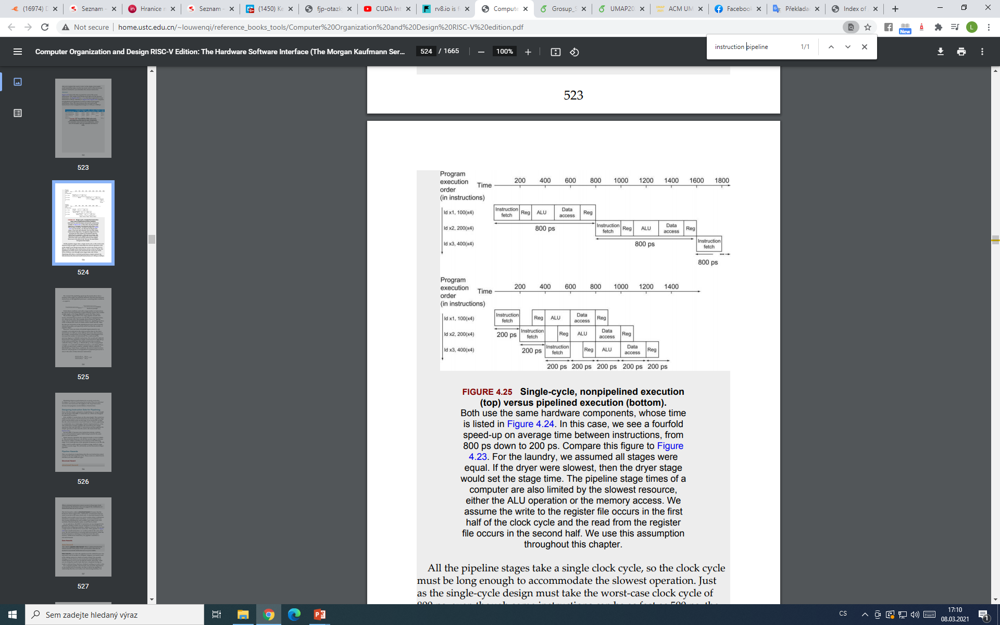 (16974) D
Seznam -
Hranice n
Seznam -
(1450) Ke
fjp-otazk
CUDA Int
rv8.io is f
Compute
Grosup_S
UMAP20
ACM UM
Facebook
Překlada
Index of
Not secure
home.ustc.edu.cn/~louwenqi/reference_books_tools/Computer%20Organization%20and%20Design%20RISC-V%20edition.pdf
New
L
Computer Organization and Design RISC-V Edition: The Hardware Software Interface (The Morgan Kaufmann Ser...
524 / 1665
100%
instruction pipeline
1/1
523
524
525
526
527
523
Program
execution
order
(in instructions)
Time
200 400 600 800 1000 1200 1400 1600 1800
ld x1, 100(x4)
Instruction fetch Reg ALU Data access Reg
800 ps
ld x2, 200(x4)
Instruction fetch Reg ALU Data access Reg
800 ps
ld x3, 400(x4)
Instruction fetch
...
800 ps
Program
execution
order
(in instructions)
Time
200 400 600 800 1000 1200 1400
ld x1, 100(x4)
Instruction fetch Reg ALU Data access Reg
ld x2, 200(x4)
200 ps Instruction fetch Reg ALU Data access Reg
ld x3, 400(x4)
200 ps Instruction fetch Reg ALU Data access Reg
200 ps 200 ps 200 ps 200 ps 200 ps
FIGURE 4.25 Single-cycle, nonpipelined execution
(top) versus pipelined execution (bottom).
Both use the same hardware components, whose time
is listed in Figure 4.24. In this case, we see a fourfold
speed-up on average time between instructions, from
800 ps down to 200 ps. Compare this figure to Figure
4.23. For the laundry, we assumed all stages were
equal. If the dryer were slowest, then the dryer stage
would set the stage time. The pipeline stage times of a
computer are also limited by the slowest resource,
either the ALU operation or the memory access. We
assume the write to the register file occurs in the first
half of the clock cycle and the read from the register
file occurs in the second half. We use this assumption
throughout this chapter.
All the pipeline stages take a single clock cycle, so the clock cycle
must be long enough to accommodate the slowest operation. Just
as the single-cycle design must take the worst-case clock cycle of
Sem zadejte hledaný výraz
CS
17:10
08.03.2021
1